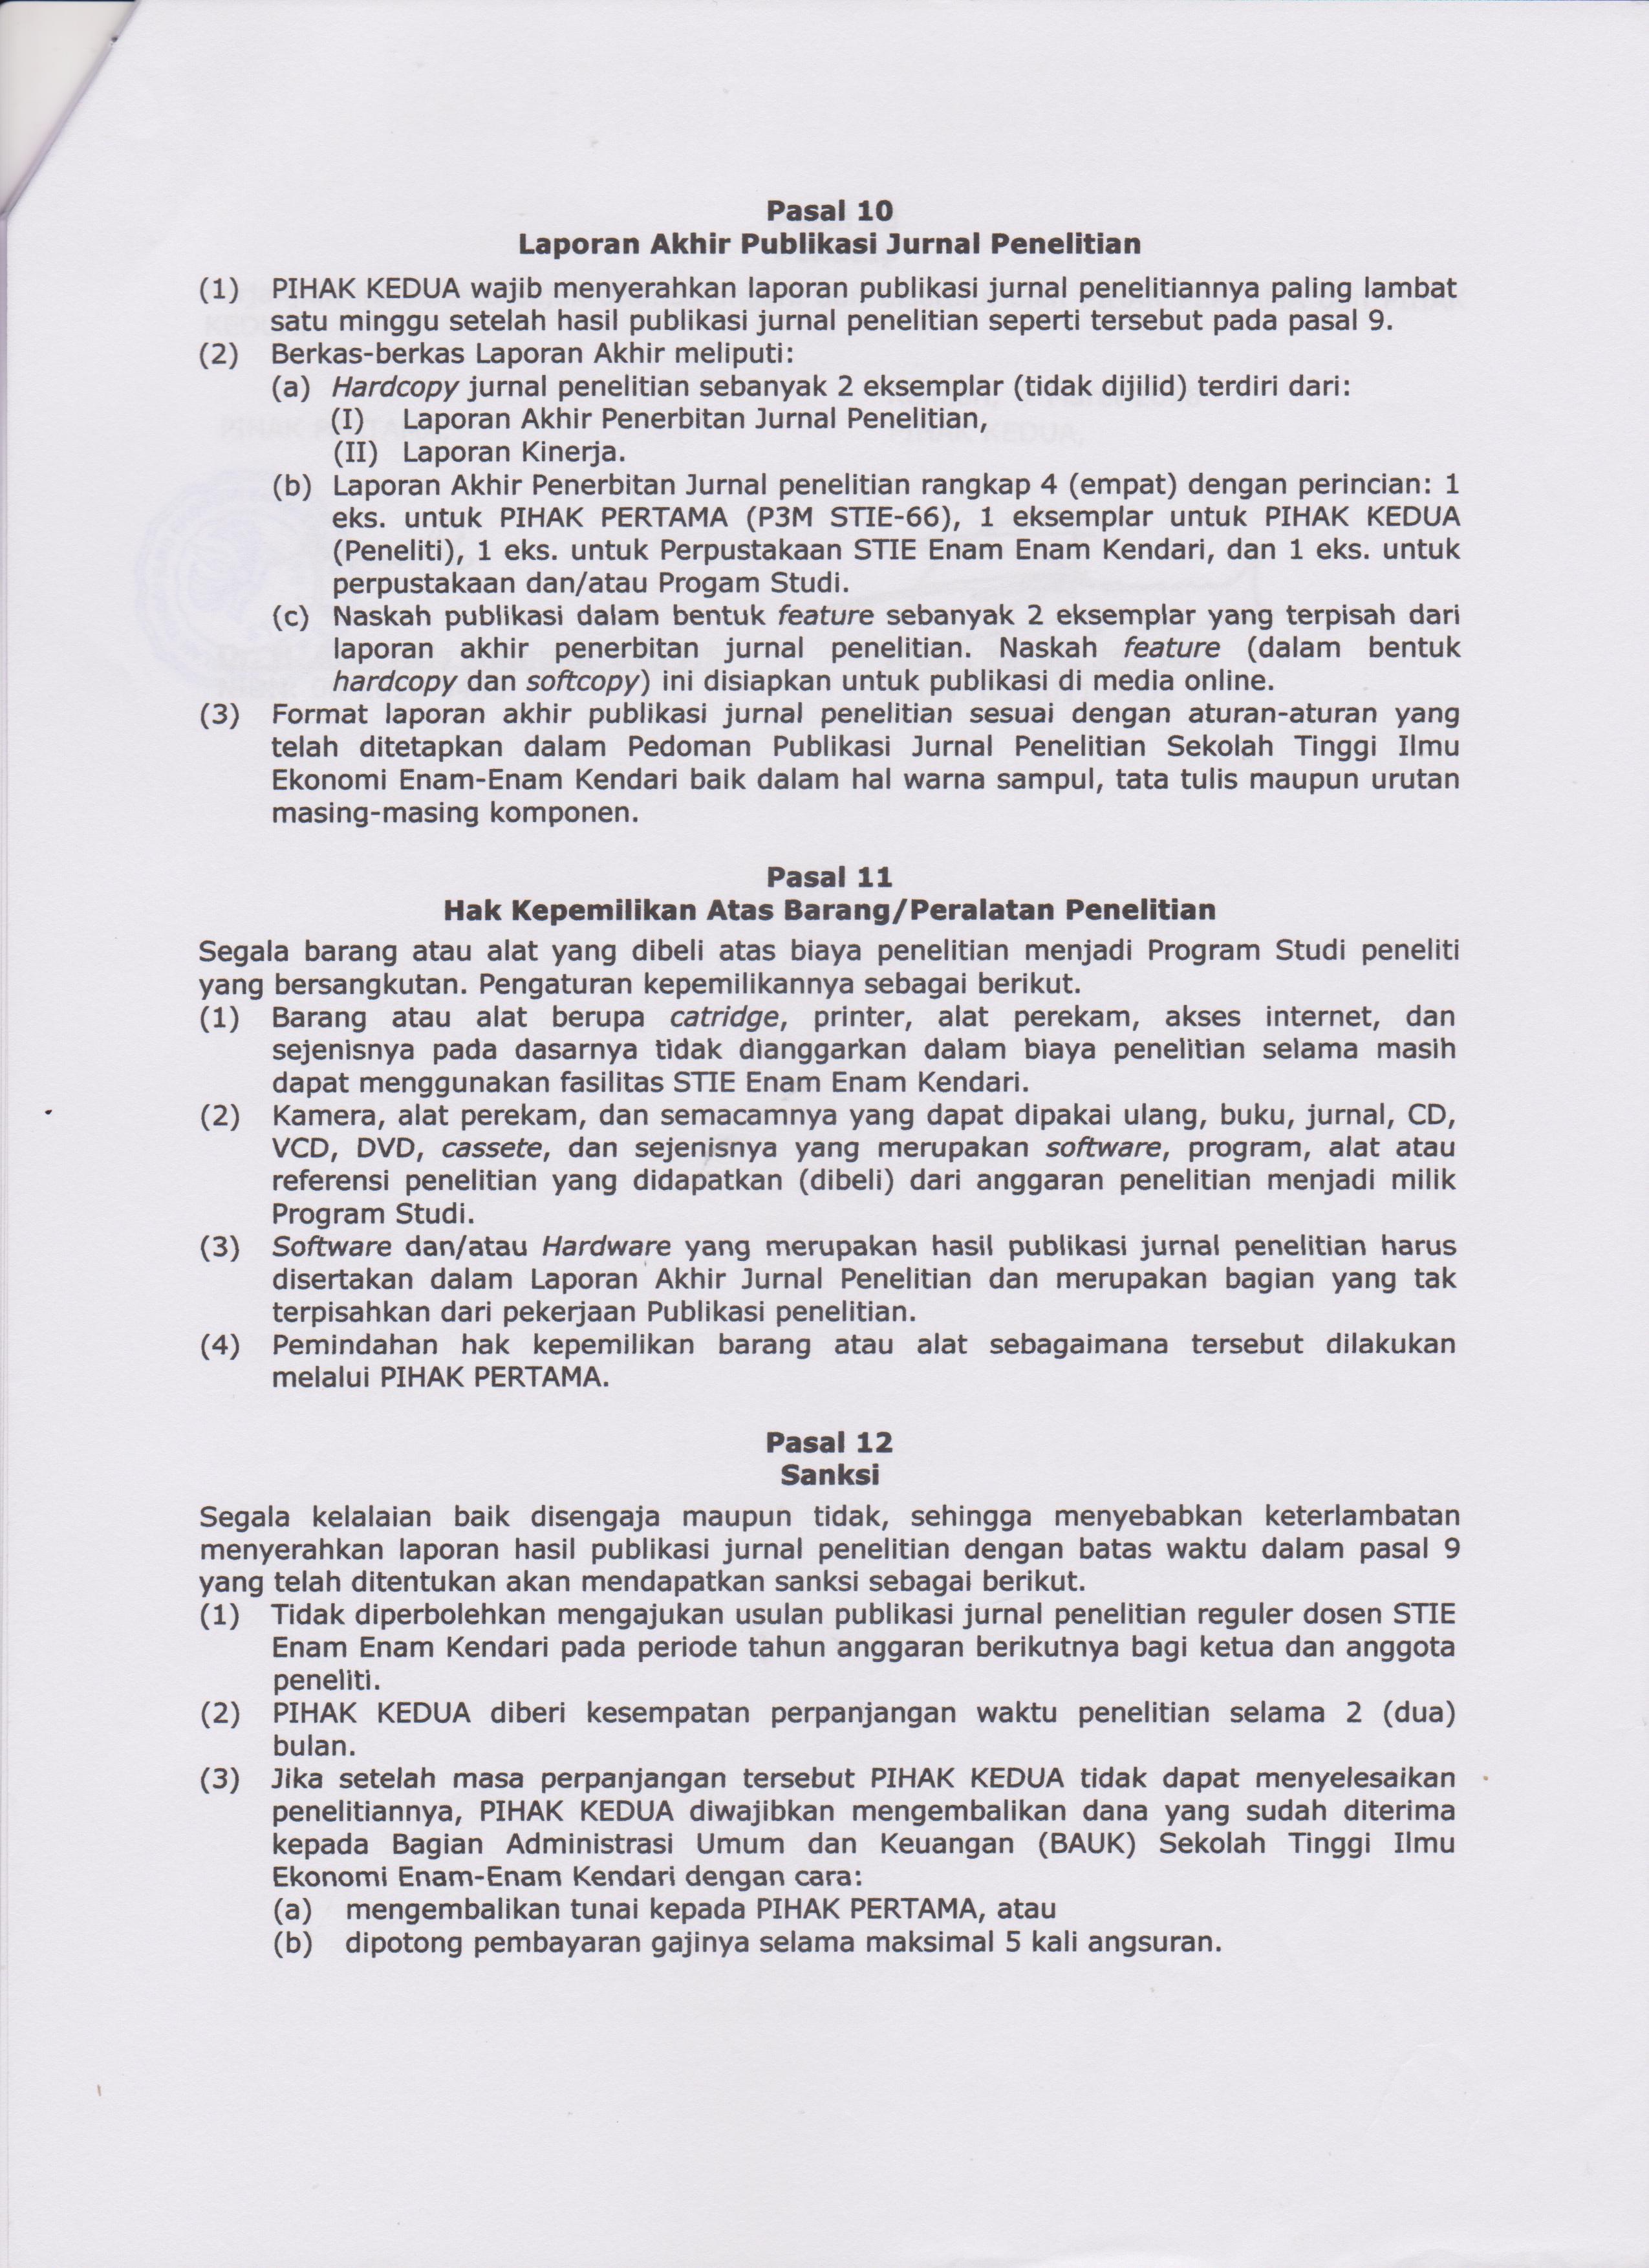 Pasal 10
Laporan Akhir Publikasi Jurnal Penelitian
(1) PIHAK KEDUA wajib menyerahkan laporan publikasi jurnal penelitiannya paling lambat
satu minggu setelah hasil publikasi jurnal penelitian seperti tersebut pada pasal 9.
(2) Berkas-berkas Laporan Akhir meliputi:
(a) Hardcopy jurnal penelitian sebanyak 2 eksemplar (tidak dijilid) terdiri dari:
(I) Laporan Akhir Penerbitan Jurnal Penelitian,
(II) Laporan Kinerja.
(b) Laporan Akhir Penerbitan Jurnal penelitian rangkap 4 (empat) dengan perincian: 1
eks. untuk PIHAK PERTAMA (P3M STIE-66), 1 eksemplar untuk PIHAK KEDUA
(Peneliti), 1 eks. untuk Perpustakaan STIE Enam Enam Kendari, dan 1 eks. untuk
perpustakaan dan/atau Progam Studi.
(c) Naskah publikasi dalam bentuk feature sebanyak 2 eksemplar yang terpisah dari
laporan akhir penerbitan jurnal penelitian. Naskah feature (dalam bentuk
hardcopy dan softcopy) ini disiapkan untuk publikasi di media online.
(3) Format laporan akhir publikasi jurnal penelitian sesuai dengan aturan-aturan yang
telah ditetapkan dalam Pedoman Publikasi Jurnal Penelitian Sekolah Tinggi Ilmu
Ekonomi Enam-Enam Kendari baik dalam hal warna sampul, tata tulis maupun urutan
masing-masing komponen.
Pasal 11
Hak Kepemilikan Atas Barang/Peralatan Penelitian
Segala barang atau alat yang dibeli atas biaya penelitian menjadi Program Studi peneliti
yang bersangkutan. Pengaturan kepemilikannya sebagai berikut.
(1) Barang atau alat berupa catridge, printer, alat perekam, akses internet, dan
sejenisnya pada dasarnya tidak dianggarkan dalam biaya penelitian selama masih
dapat menggunakan fasilitas STIE Enam Enam Kendari.
(2) Kamera, alat perekam, dan semacamnya yang dapat dipakai ulang, buku, jurnal, CD,
VCD, DVD, cassete, dan sejenisnya yang merupakan software, program, alat atau
referensi penelitian yang didapatkan (dibeli) dari anggaran penelitian menjadi milik
Program Studi.
(3) Software dan/atau Hardware yang merupakan hasil publikasi jurnal penelitian harus
disertakan dalam Laporan Akhir Jurnal Penelitian dan merupakan bagian yang tak
terpisahkan dari pekerjaan Publikasi penelitian.
(4) Pemindahan hak kepemilikan barang atau alat sebagaimana tersebut dilakukan
melalui PIHAK PERTAMA.
Pasal 12
Sanksi
Segala kelalaian baik disengaja maupun tidak, sehingga menyebabkan keterlambatan
menyerahkan laporan hasil publikasi jurnal penelitian dengan batas waktu dalam pasal 9
yang telah ditentukan akan mendapatkan sanksi sebagai berikut.
(1) Tidak diperbolehkan mengajukan usulan publikasi jurnal penelitian reguler dosen STIE
Enam Enam Kendari pada periode tahun anggaran berikutnya bagi ketua dan anggota
peneliti.
(2) PIHAK KEDUA diberi kesempatan perpanjangan waktu penelitian selama 2 (dua)
bulan.
(3) Jika setelah masa perpanjangan tersebut PIHAK KEDUA tidak dapat menyelesaikan
penelitiannya, PIHAK KEDUA diwajibkan mengembalikan dana yang sudah diterima
kepada Bagian Administrasi Umum dan Keuangan (BAUK) Sekolah Tinggi Ilmu
Ekonomi Enam-Enam Kendari dengan cara:
(a) mengembalikan tunai kepada PIHAK PERTAMA, atau
(b) dipotong pembayaran gajinya selama maksimal 5 kali angsuran.